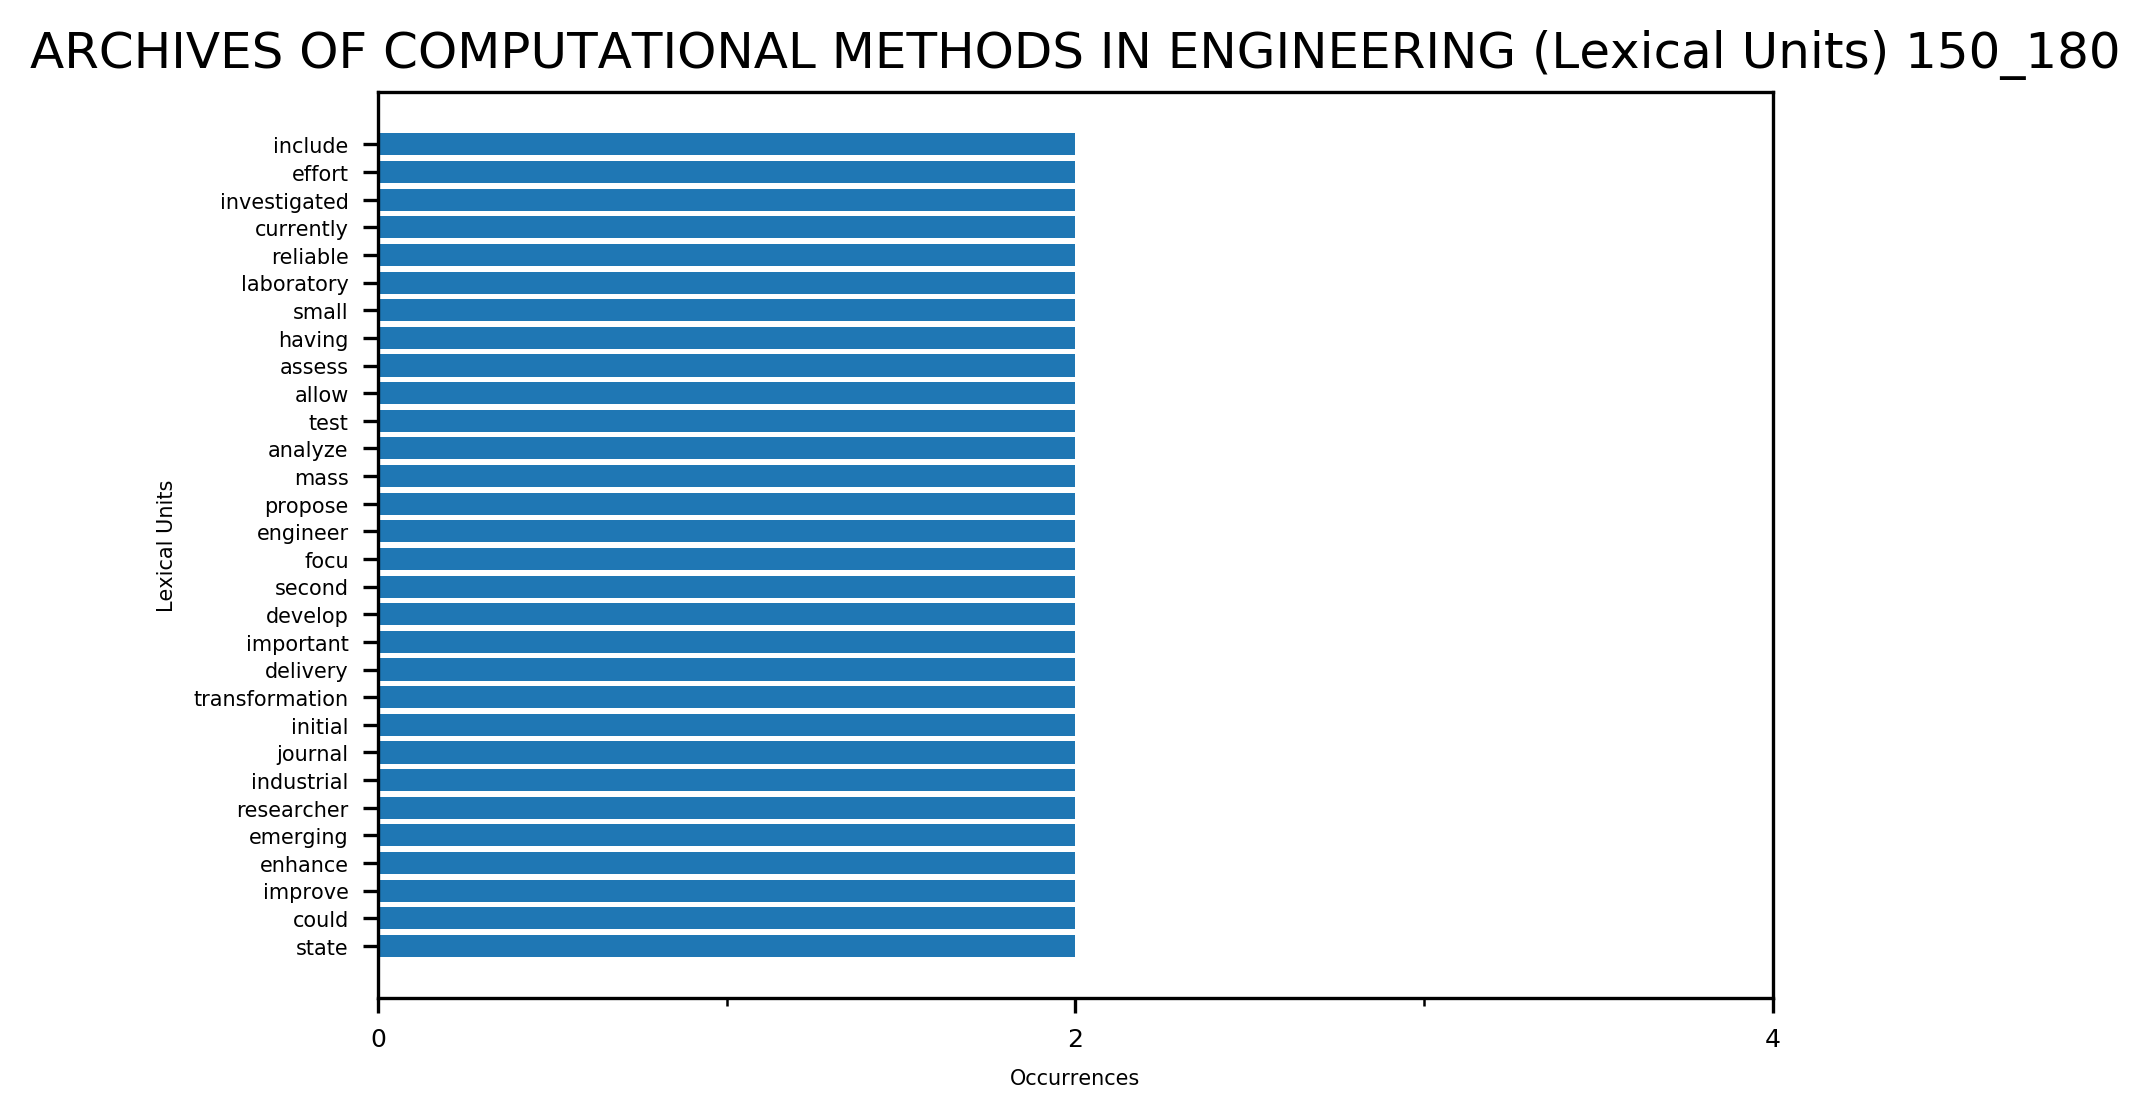 ARCHIVES OF COMPUTATIONAL METHODS IN ENGINEERING (Lexical Units) 150_180
Lexical Units
include
effort
investigated
currently
reliable
laboratory
small
having
assess
allow
test
analyze
mass
propose
engineer
focu
second
develop
important
delivery
transformation
initial
journal
industrial
researcher
emerging
enhance
improve
could
state
0 2 4
Occurrences